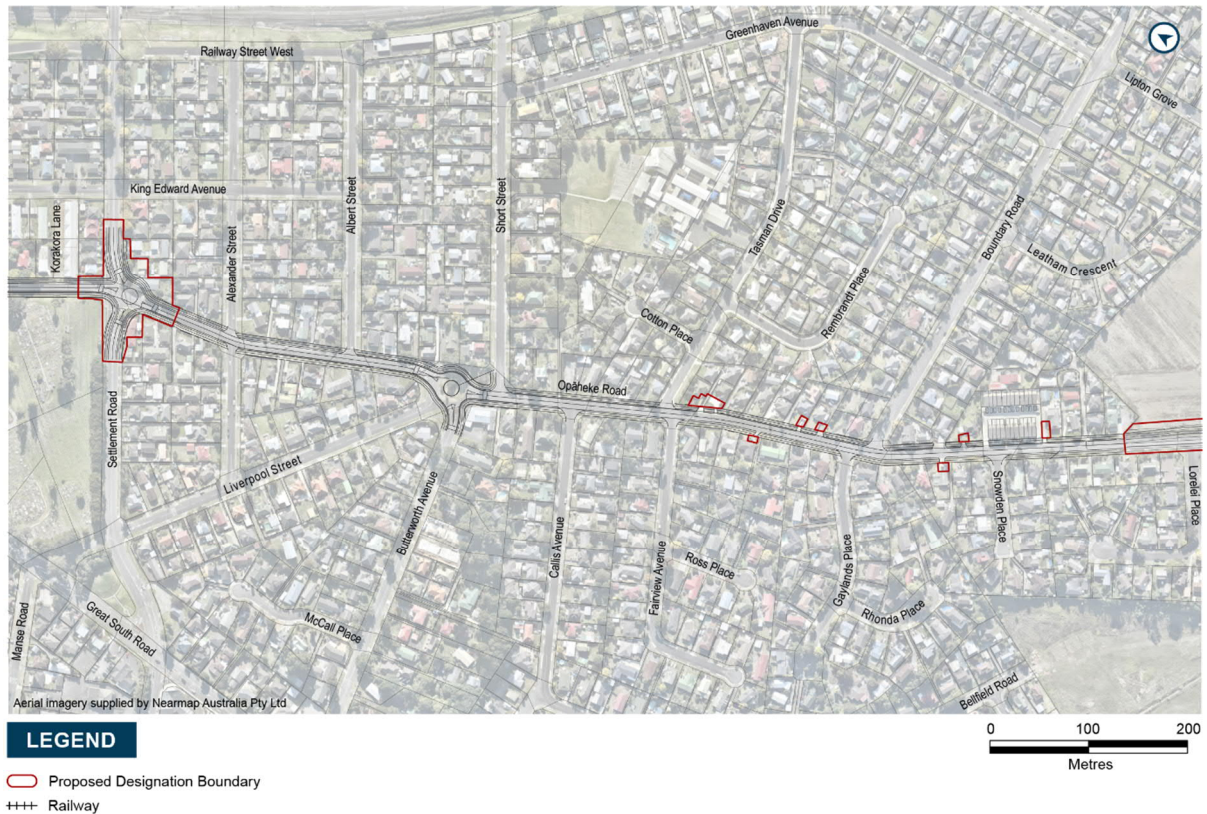 Greenhaven Avenue
Railway Street West
Lipton Grove
King Edward Avenue
Korakora Lane
Alexander Street
Albert Street
Short Street
Tasman Drive
Boundary Road
Leatham Crescent
Rembrandt Place
Cotton Place
Opāheke Road
Settlement Road
Liverpool Street
Butterworth Avenue
Callis Avenue
Fairview Avenue
Ross Place
Gaylands Place
Rhonda Place
Snowden Place
Lorelei Place
Manse Road
Great South Road
McCall Place
Bellfield Road
Aerial imagery supplied by Nearmap Australia Pty Ltd
LEGEND
0 100 200
Metres
Proposed Designation Boundary
Railway